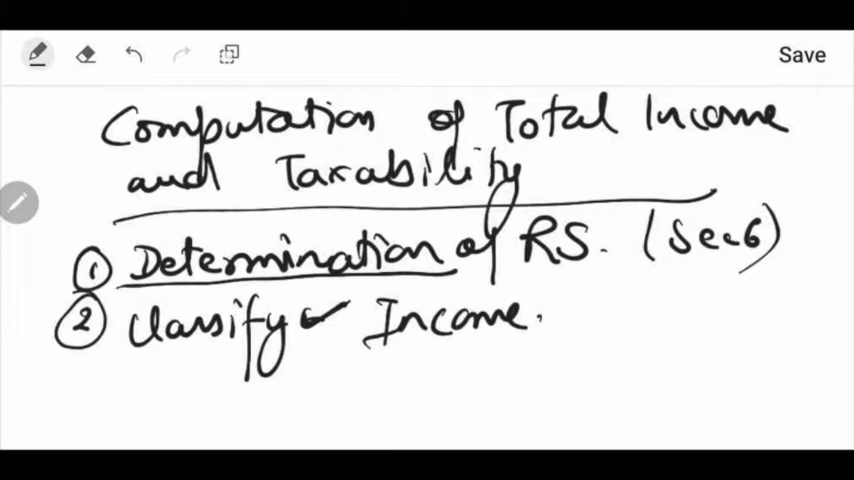 Save
Computation of Total Income
and Taxability
① Determination of RS. (Sec 6)
② Classify ✓ Income.